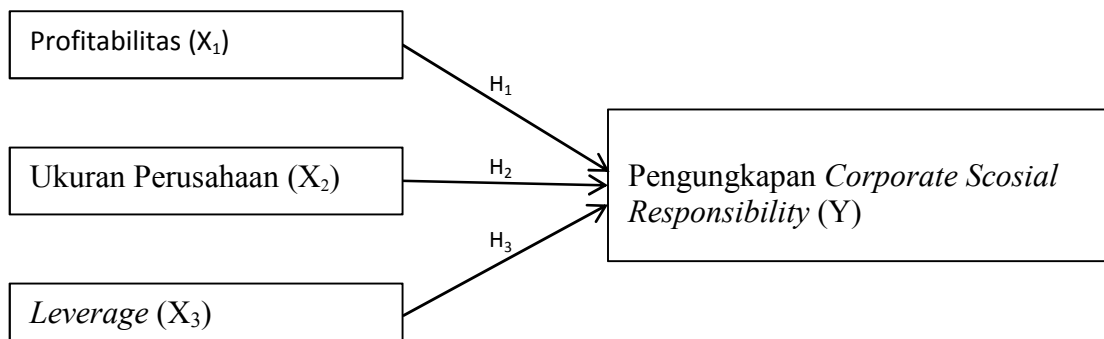 Profitabilitas (X₁)
H₁
Ukuran Perusahaan (X₂)
H₂
Pengungkapan Corporate Scosial
Responsibility (Y)
H₃
Leverage (X₃)